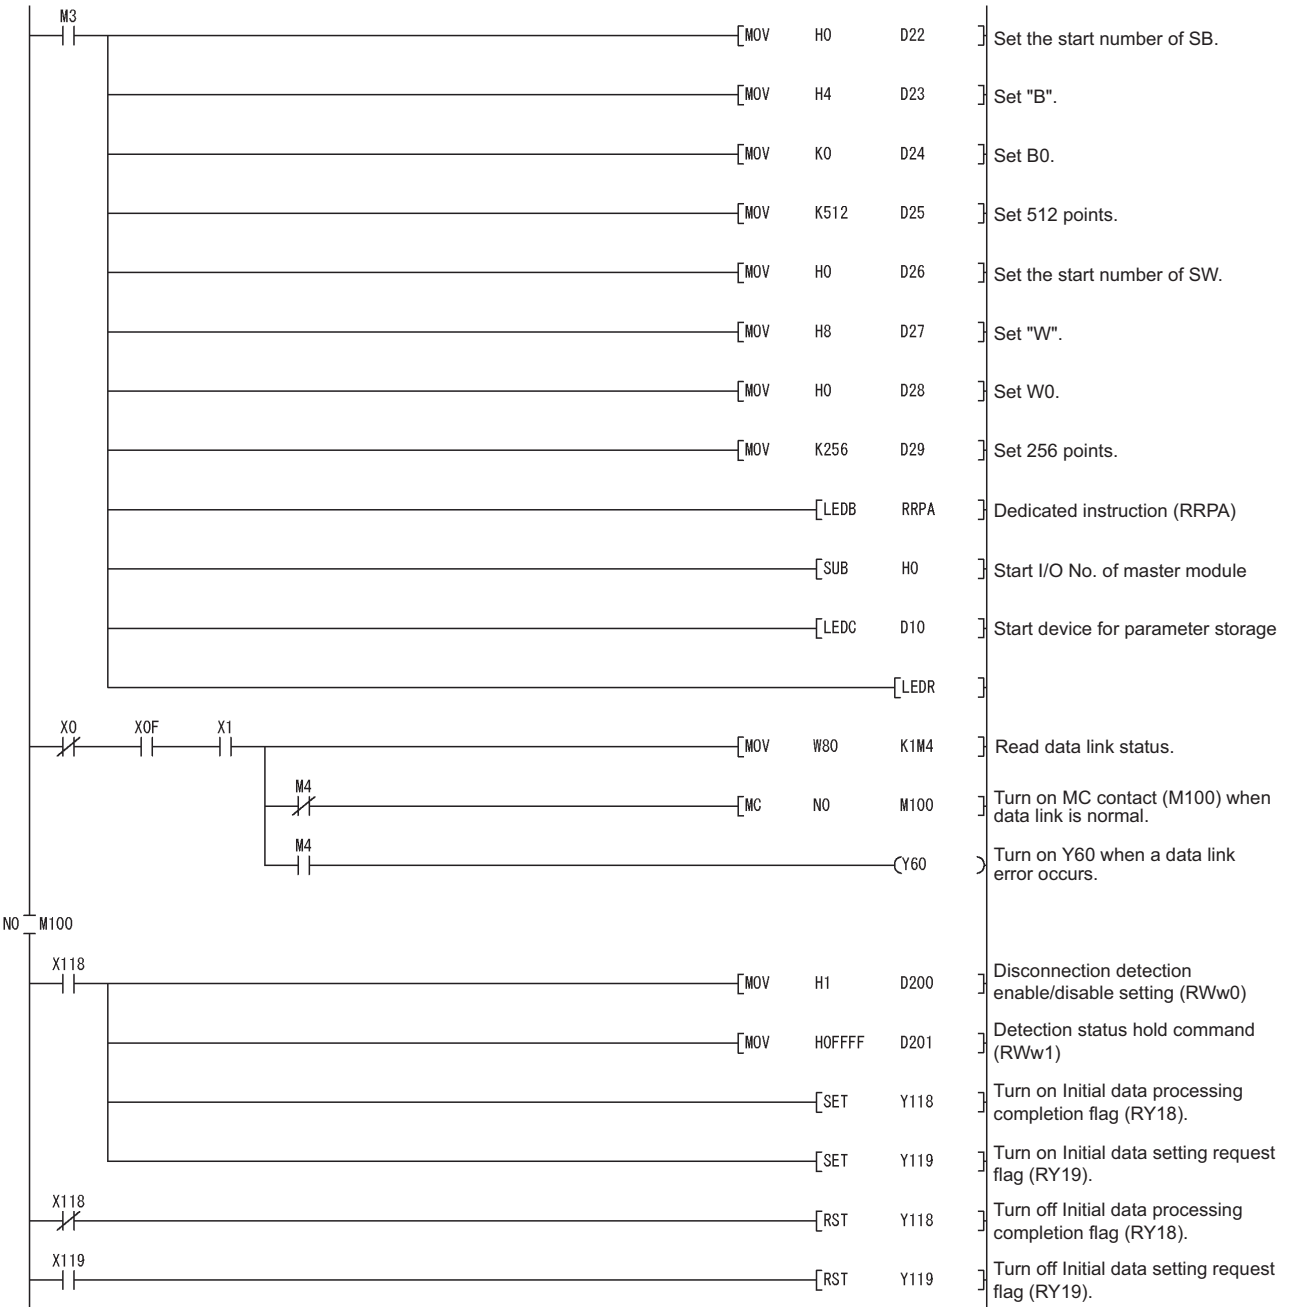 M3
MOV H0 D22 Set the start number of SB.
MOV H4 D23 Set "B".
MOV K0 D24 Set B0.
MOV K512 D25 Set 512 points.
MOV H0 D26 Set the start number of SW.
MOV H8 D27 Set "W".
MOV H0 D28 Set W0.
MOV K256 D29 Set 256 points.
LEDB RRPA Dedicated instruction (RRPA)
SUB H0 Start I/O No. of master module
LEDC D10 Start device for parameter storage
LEDR
X0 X0F X1
MOV W80 K1M4 Read data link status.
M4
MC N0 M100 Turn on MC contact (M100) when
data link is normal.
M4
Y60 Turn on Y60 when a data link
error occurs.
N0 M100
X118
MOV H1 D200 Disconnection detection
enable/disable setting (RWw0)
MOV H0FFFF D201 Detection status hold command
(RWw1)
SET Y118 Turn on Initial data processing
completion flag (RY18).
SET Y119 Turn on Initial data setting request
flag (RY19).
X118
RST Y118 Turn off Initial data processing
completion flag (RY18).
X119
RST Y119 Turn off Initial data setting request
flag (RY19).